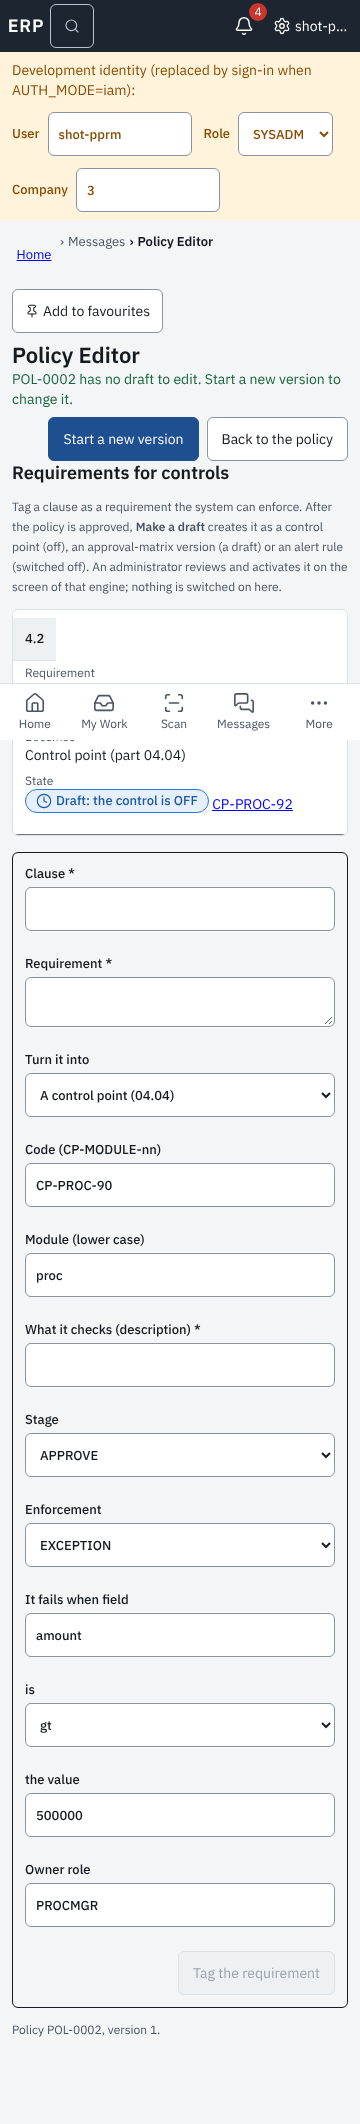 ERP
4
shot-p...
Development identity (replaced by sign-in when
AUTH_MODE=iam):
User
shot-pprm
Role
SYSADM
Company
3
Home
› Messages › Policy Editor
Add to favourites
Policy Editor
POL-0002 has no draft to edit. Start a new version to
change it.
Start a new version
Back to the policy
Requirements for controls
Tag a clause as a requirement the system can enforce. After
the policy is approved, Make a draft creates it as a control
point (off), an approval-matrix version (a draft) or an alert rule
(switched off). An administrator reviews and activates it on the
screen of that engine; nothing is switched on here.
4.2
Requirement
Home
My Work
Scan
Messages
More
Control point (part 04.04)
State
Draft: the control is OFF
CP-PROC-92
Clause *
Requirement *
Turn it into
A control point (04.04)
Code (CP-MODULE-nn)
CP-PROC-90
Module (lower case)
proc
What it checks (description) *
Stage
APPROVE
Enforcement
EXCEPTION
It fails when field
amount
is
gt
the value
500000
Owner role
PROCMGR
Tag the requirement
Policy POL-0002, version 1.